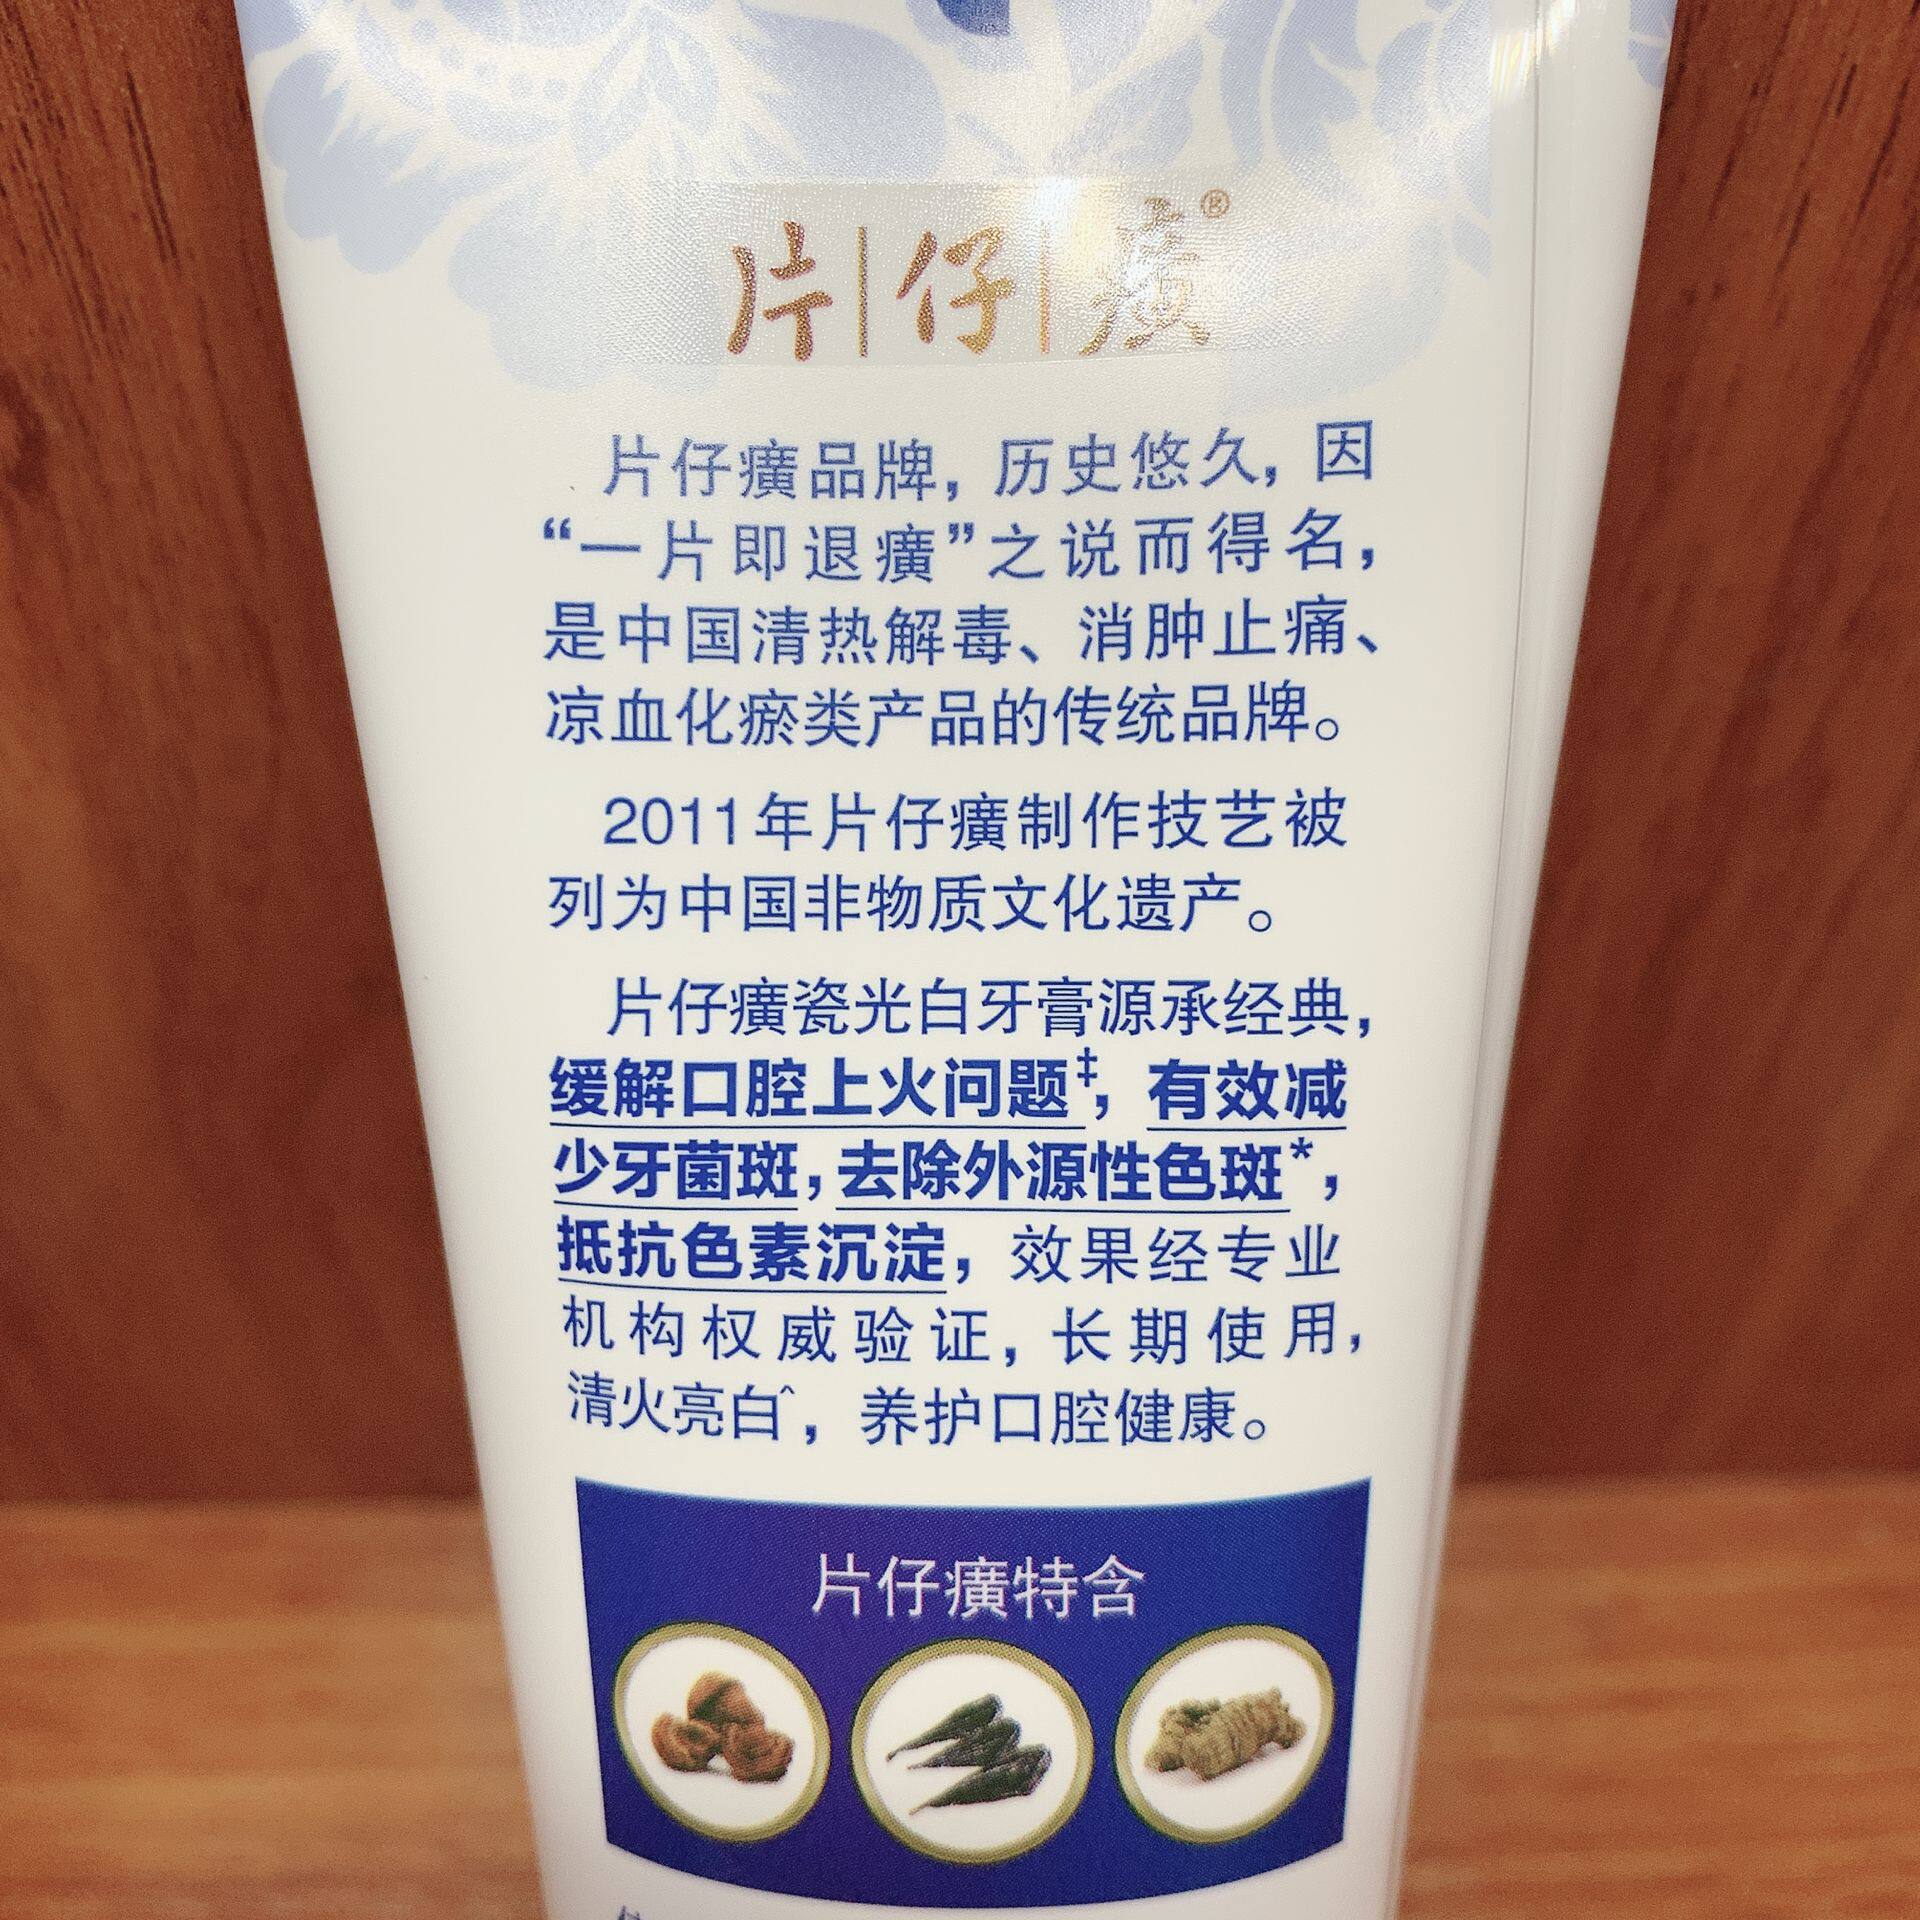 片|仔|癀®
片仔癀品牌，历史悠久，因
“一片即退癀”之说而得名，
是中国清热解毒、消肿止痛、
凉血化瘀类产品的传统品牌。
2011年片仔癀制作技艺被
列为中国非物质文化遗产。
片仔癀瓷光白牙膏源承经典，
缓解口腔上火问题‡，有效减
少牙菌斑，去除外源性色斑*，
抵抗色素沉淀，效果经专业
机构权威验证，长期使用，
清火亮白^，养护口腔健康。
片仔癀特含